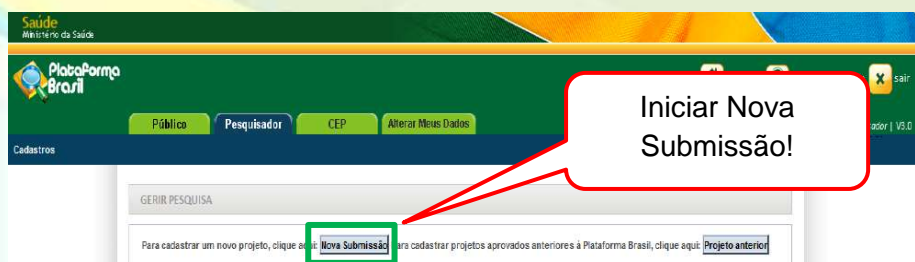 Saúde
Ministério da Saúde
Plataforma
Brasil
sair
Público Pesquisador CEP Alterar Meus Dados
V3.0
Cadastros
Iniciar Nova
Submissão!
GERIR PESQUISA
Para cadastrar um novo projeto, clique aqui: Nova Submissão Para cadastrar projetos aprovados anteriores à Plataforma Brasil, clique aqui: Projeto anterior